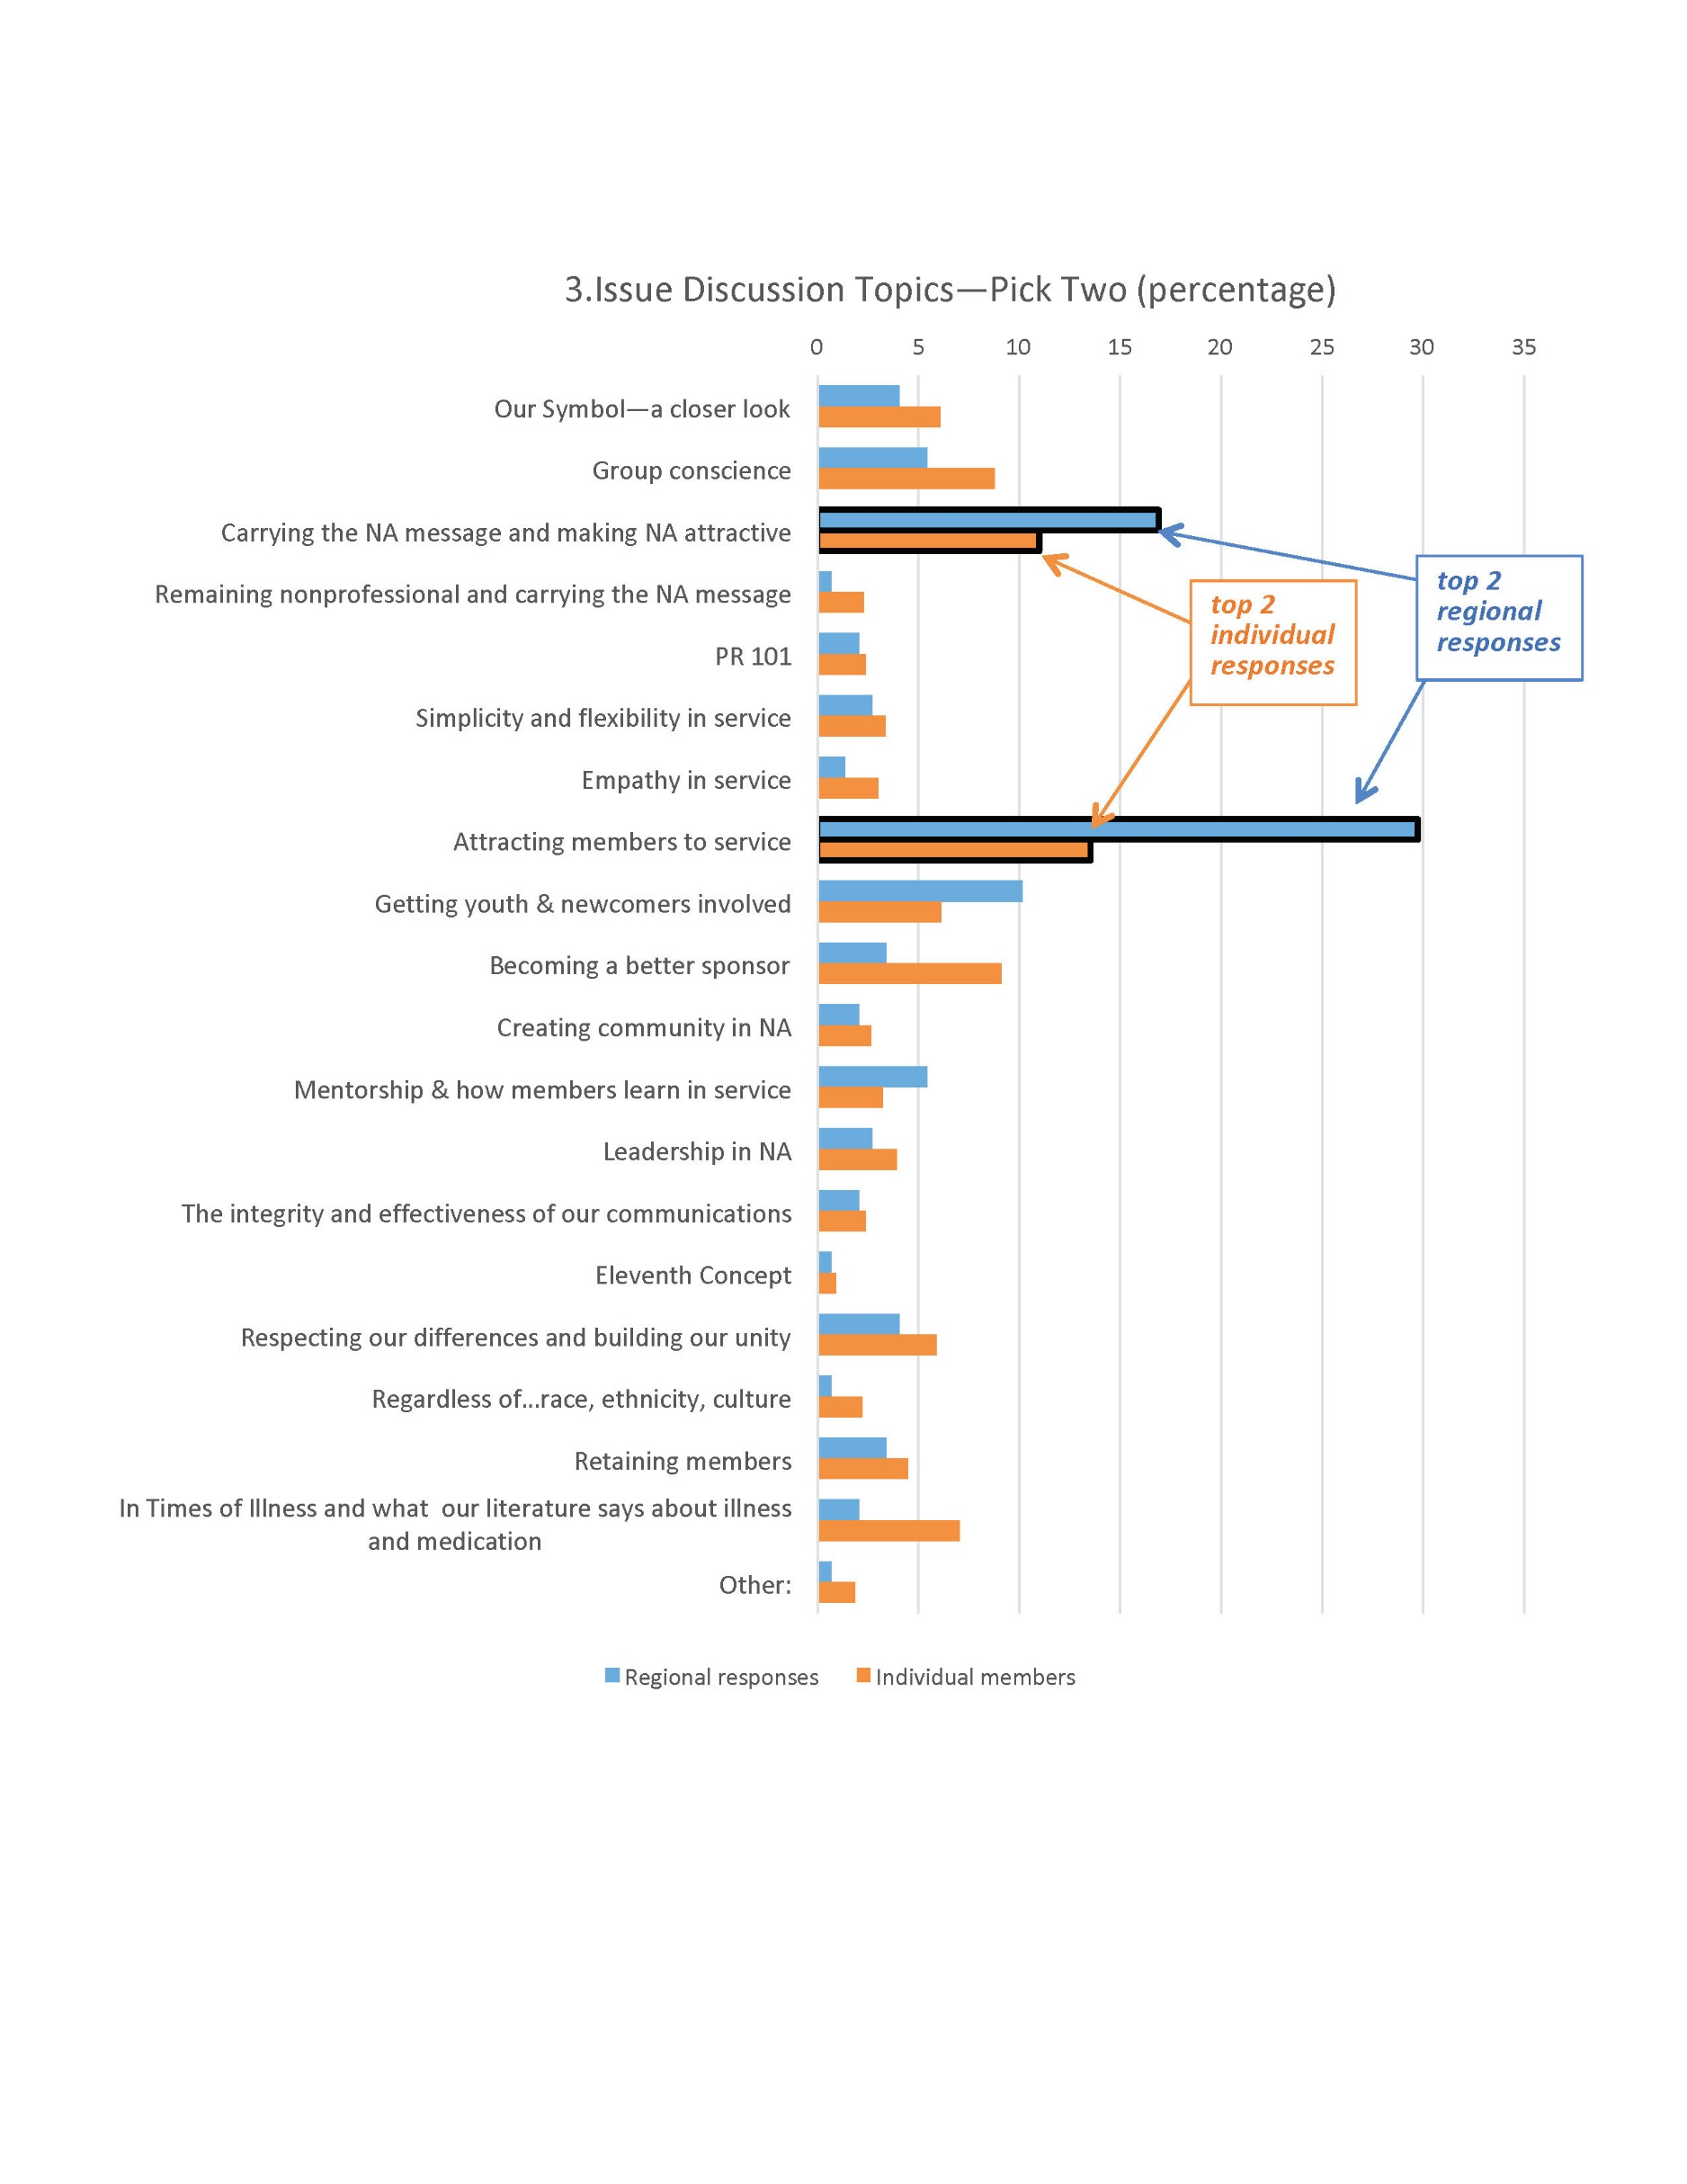 3.Issue Discussion Topics—Pick Two (percentage)
0 5 10 15 20 25 30 35
Our Symbol—a closer look
Group conscience
Carrying the NA message and making NA attractive
Remaining nonprofessional and carrying the NA message
PR 101
Simplicity and flexibility in service
Empathy in service
Attracting members to service
Getting youth & newcomers involved
Becoming a better sponsor
Creating community in NA
Mentorship & how members learn in service
Leadership in NA
The integrity and effectiveness of our communications
Eleventh Concept
Respecting our differences and building our unity
Regardless of...race, ethnicity, culture
Retaining members
In Times of Illness and what  our literature says about illness
and medication
Other:
top 2
individual
responses
top 2
regional
responses
Regional responses
Individual members